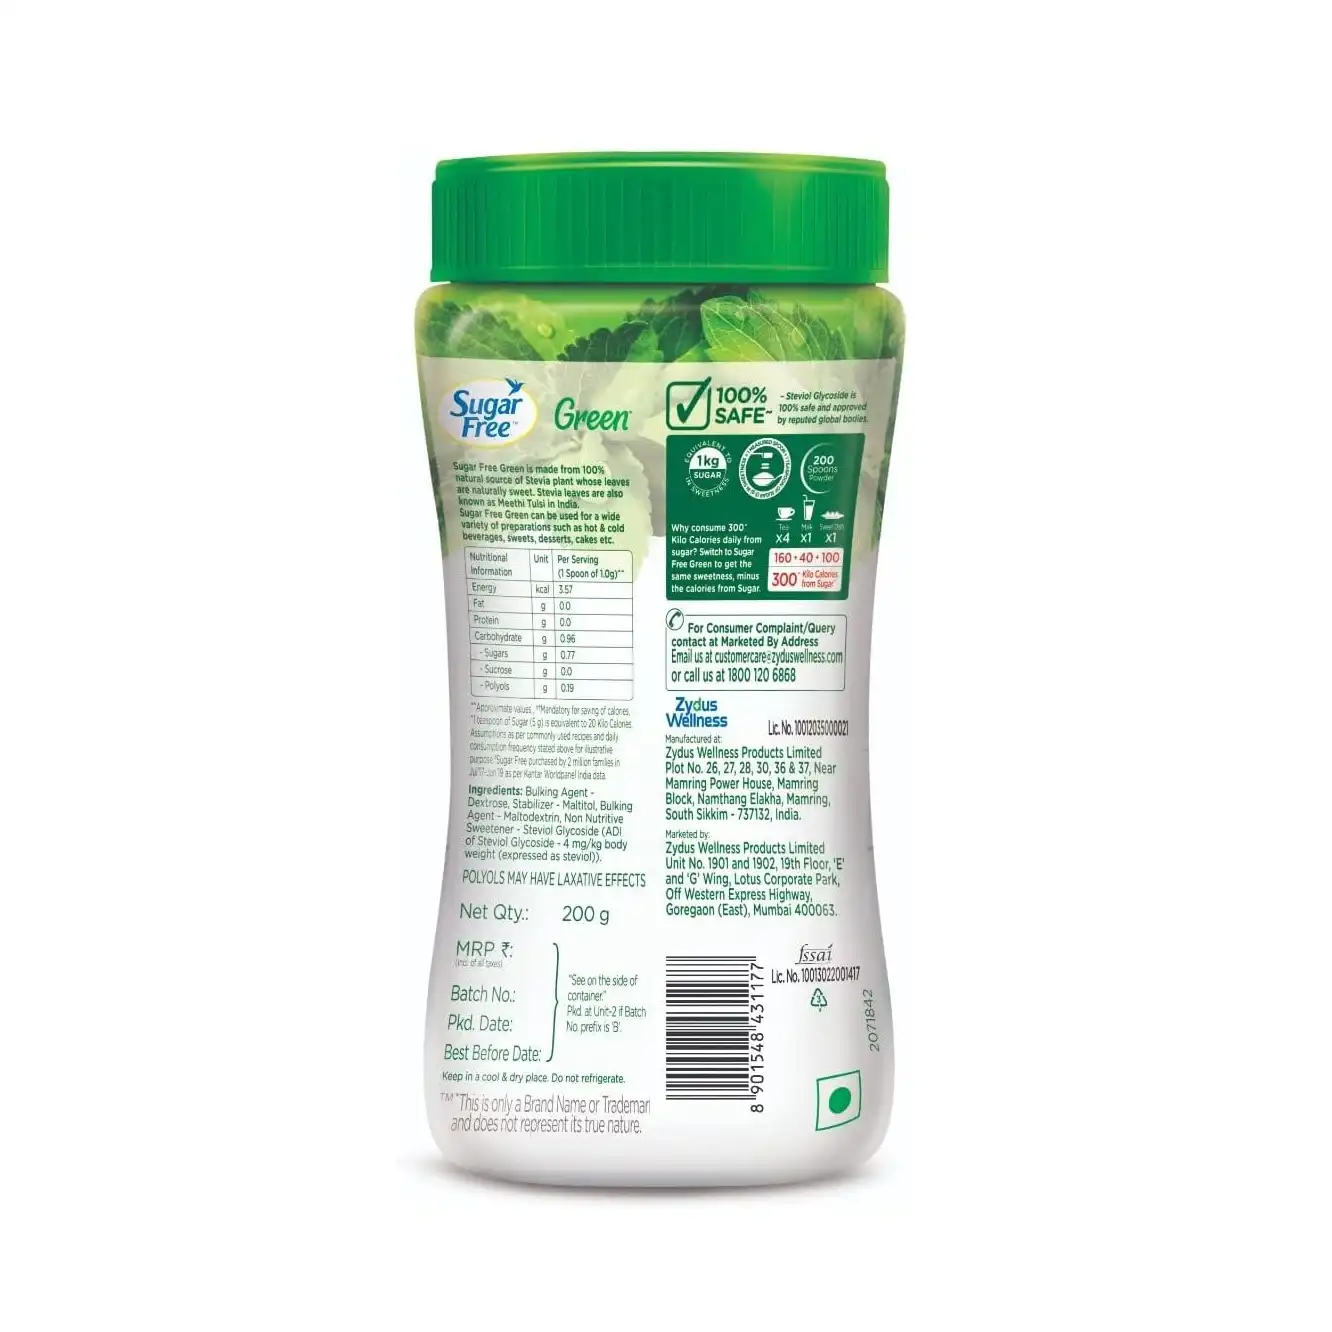 Sugar
Free™
Green
Sugar Free Green is made from 100%
natural source of Stevia plant whose leaves
are naturally sweet. Stevia leaves are also
known as Meethi Tulsi in India.
Sugar Free Green can be used for a wide
variety of preparations such as hot & cold
beverages, sweets, desserts, cakes etc.
Nutritional Information Unit Per Serving (1 Spoon of 1.0g)**
Energy kcal 3.57
Fat g 0.0
Protein g 0.0
Carbohydrate g 0.96
- Sugars g 0.77
- Sucrose g 0.0
- Polyols g 0.19
**Approximate values, **Mandatory for saving of calories,
*1 teaspoon of Sugar (5 g) is equivalent to 20 Kilo Calories.
Assumptions as per commonly used recipes and daily
consumption frequency stated above for illustrative
purpose. Sugar Free purchased by 2 million families in
Jul'17-Jun'19 as per Kantar Worldpanel India data.
Ingredients: Bulking Agent -
Dextrose, Stabilizer - Maltitol, Bulking
Agent - Maltodextrin, Non Nutritive
Sweetener - Steviol Glycoside (ADI
of Steviol Glycoside - 4 mg/kg body
weight (expressed as steviol)).
POLYOLS MAY HAVE LAXATIVE EFFECTS
Net Qty.: 200 g
MRP ₹:
(incl. of all taxes)
Batch No.:
Pkd. Date:
Best Before Date:
"See on the side of
container."
Pkd. at Unit-2 if Batch
No. prefix is 'B'.
Keep in a cool & dry place. Do not refrigerate.
™ "This is only a Brand Name or Trademar
and does not represent its true nature.
100%
SAFE~
~ Steviol Glycoside is
100% safe and approved
by reputed global bodies.
EQUIVALENT TO
1kg
SUGAR
IN SWEETNESS
200
Spoons
Powder
Tea Milk
x4 x1 x1
160 + 40 + 100
300* Kilo Calories
from Sugar
Why consume 300*
Kilo Calories daily from
sugar? Switch to Sugar
Free Green to get the
same sweetness, minus
the calories from Sugar.
For Consumer Complaint/Query
contact at Marketed By Address
Email us at customercare@zyduswellness.com
or call us at 1800 120 6868
Zydus
Wellness
Lic. No. 10012035000021
Manufactured at:
Zydus Wellness Products Limited
Plot No. 26, 27, 28, 30, 36 & 37, Near
Mamring Power House, Mamring
Block, Namthang Elakha, Mamring,
South Sikkim - 737132, India.
Marketed by:
Zydus Wellness Products Limited
Unit No. 1901 and 1902, 19th Floor, 'E'
and 'G' Wing, Lotus Corporate Park,
Off Western Express Highway,
Goregaon (East), Mumbai 400063.
fssai
Lic. No. 10013022001417
3
8 901548 431177
2071842